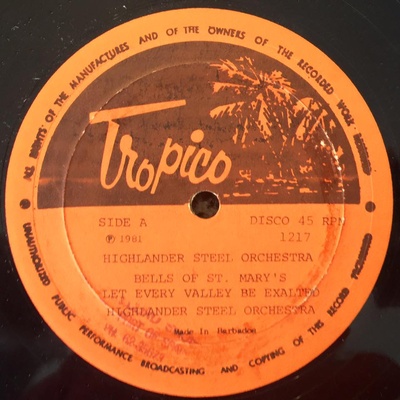 ALL RIGHTS OF THE MANUFACTURES AND OF THE OWNERS OF THE RECORDED WORK RESERVED
Tropico
SIDE A
DISCO 45 RPM
℗ 1981
1217
HIGHLANDER STEEL ORCHESTRA
BELLS OF ST. MARY'S
LET EVERY VALLEY BE EXALTED
HIGHLANDER STEEL ORCHESTRA
Made In Barbados
UNAUTHORIZED PUBLIC PERFORMANCE BROADCASTING AND COPYING OF THIS RECORD PROHIBITED